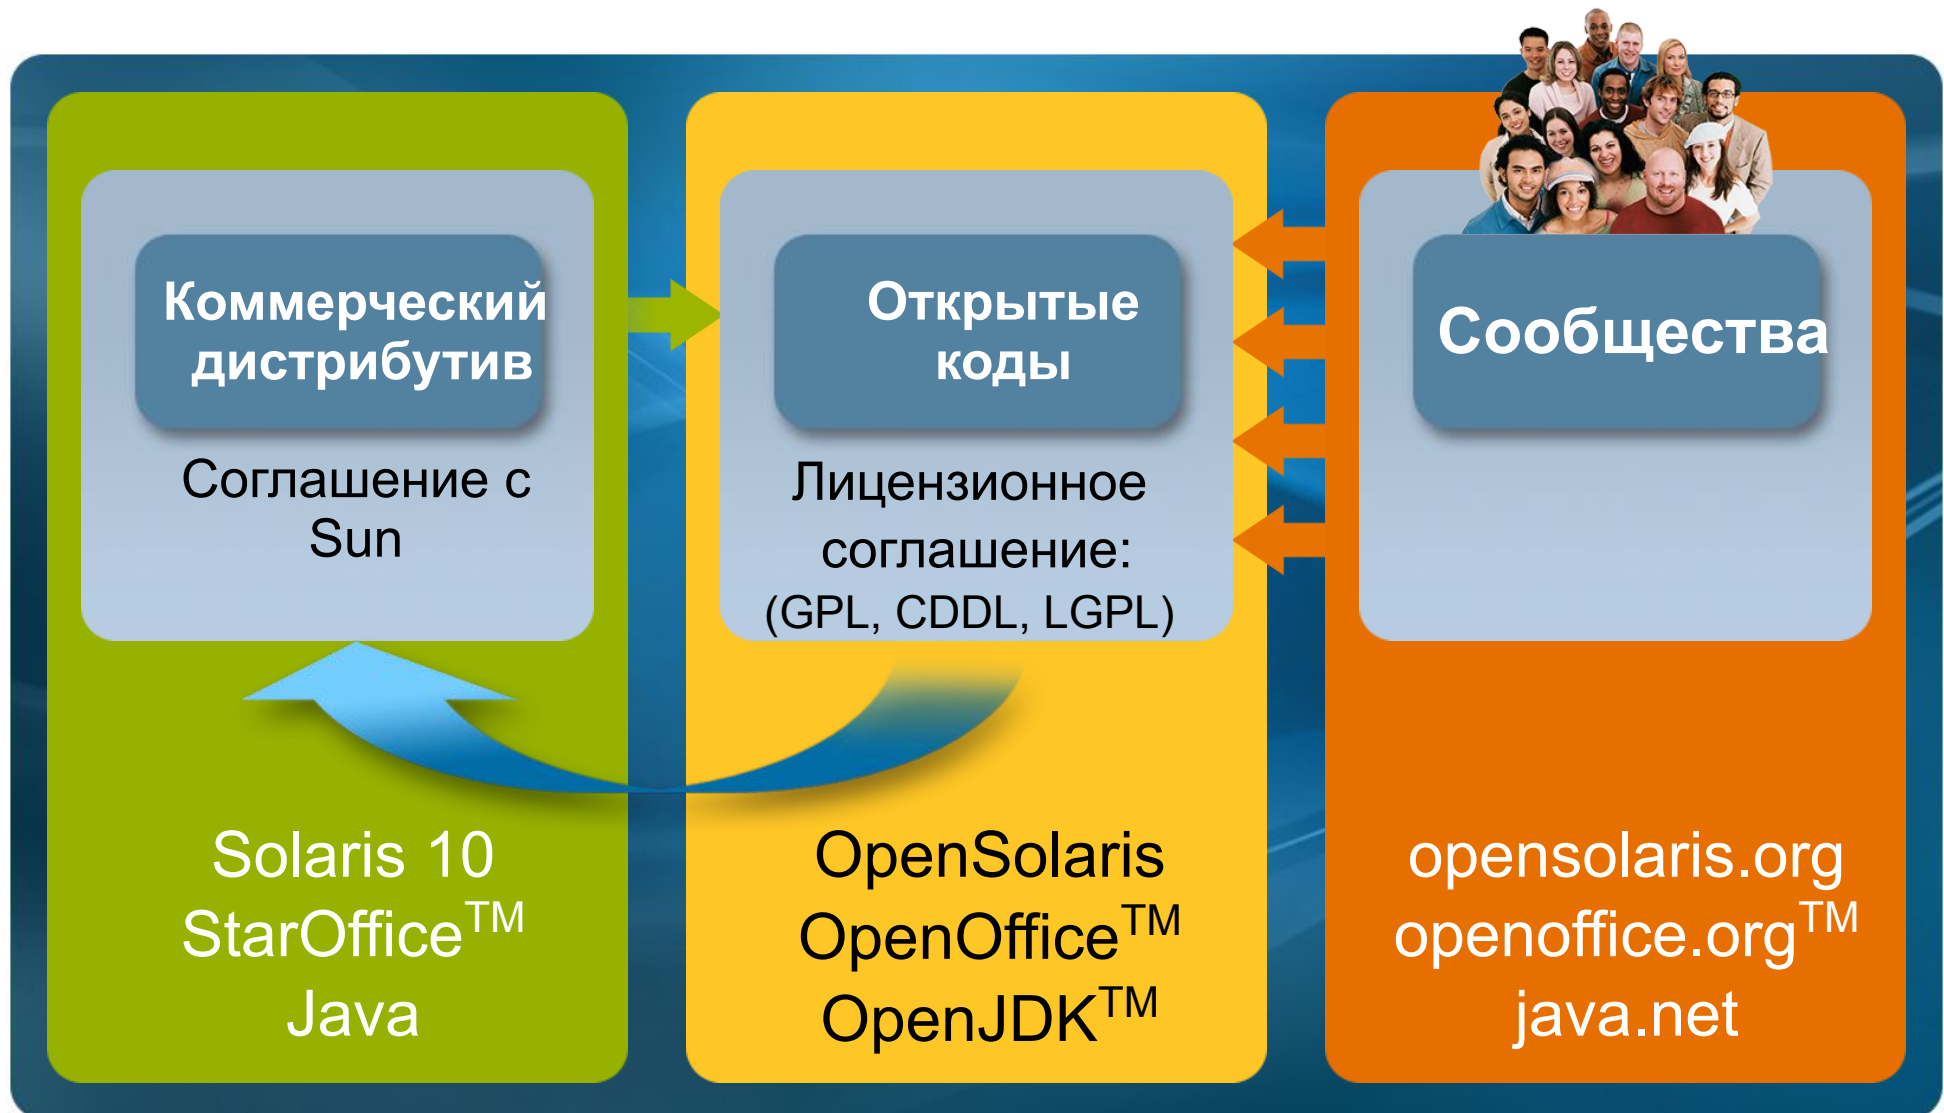 Коммерческий
дистрибутив
Соглашение с
Sun
Solaris 10
StarOffice™
Java
Открытые
коды
Лицензионное
соглашение:
(GPL, CDDL, LGPL)
OpenSolaris
OpenOffice™
OpenJDK™
Сообщества
opensolaris.org
openoffice.org™
java.net